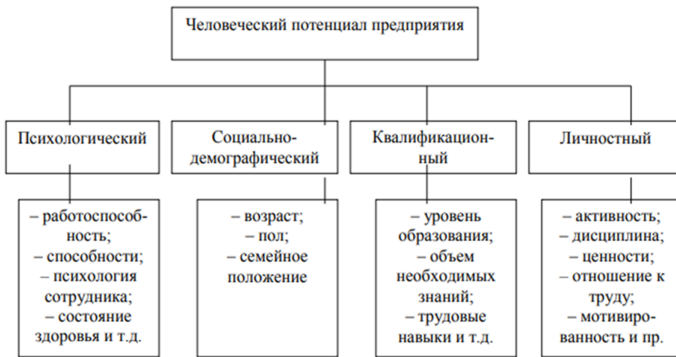 Человеческий потенциал предприятия
Психологический
Социально-
демографический
Квалификацион-
ный
Личностный
– работоспособ-
ность;
– способности;
– психология
сотрудника;
– состояние
здоровья и т.д.
– возраст;
– пол;
– семейное
положение
– уровень
образования;
– объем
необходимых
знаний;
– трудовые
навыки и т.д.
– активность;
– дисциплина;
– ценности;
– отношение к
труду;
– мотивиро-
ванность и пр.